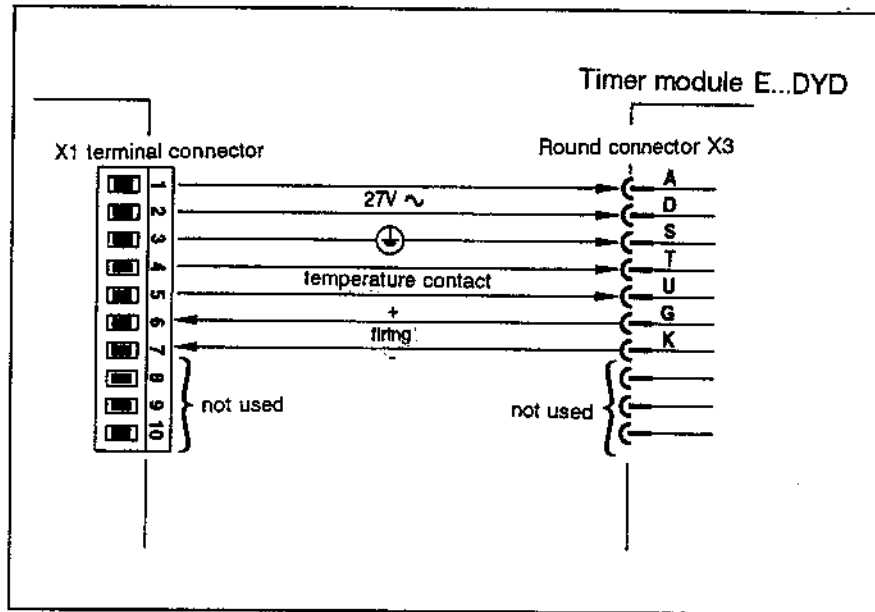 Timer module E...DYD
X1 terminal connector
Round connector X3
1 A
27V ~
2 D
3 S
4 T
temperature contact
5 U
+
6 G
firing
7 K
-
8
9
10
not used
not used